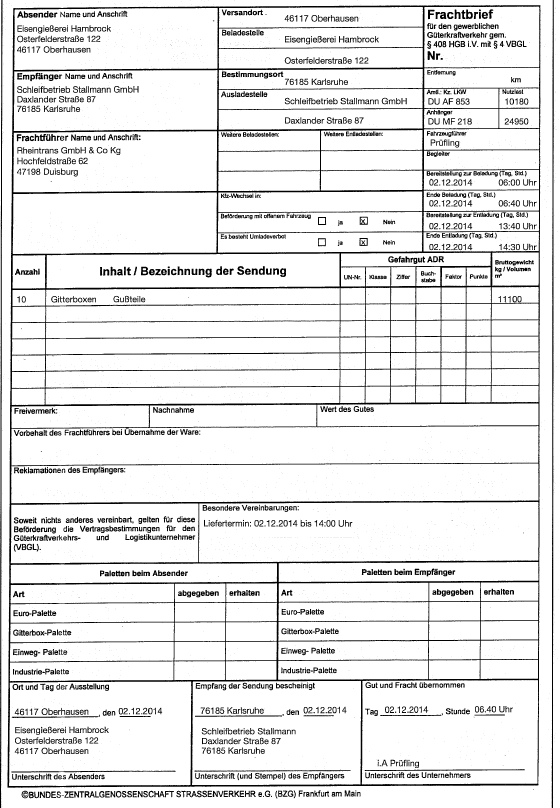 Absender Name und Anschrift
Eisengießerei Hambrock
Osterfelderstraße 122
46117 Oberhausen
Versandort
46117 Oberhausen
Beladestelle
Eisengießerei Hambrock
Osterfelderstraße 122
Frachtbrief
für den gewerblichen
Güterkraftverkehr gem.
§ 408 HGB i.V. mit § 4 VBGL
Nr.
Empfänger Name und Anschrift
Schleifbetrieb Stallmann GmbH
Daxlander Straße 87
76185 Karlsruhe
Bestimmungsort
76185 Karlsruhe
Ausladestelle
Schleifbetrieb Stallmann GmbH
Daxlander Straße 87
Entfernung
km
Amtl. Kz. LKW Nutzlast
DU AF 853 10180
Anhänger
DU MF 218 24950
Frachtführer Name und Anschrift:
Rheintrans GmbH & Co Kg
Hochfeldstraße 62
47198 Duisburg
Weitere Beladestellen: Weitere Entladestellen:
Fahrzeugführer
Prüfling
Begleiter
Bereitstellung zur Beladung (Tag, Std.)
02.12.2014 06:00 Uhr
Kfz-Wechsel in:
Ende Beladung (Tag, Std.)
02.12.2014 06:40 Uhr
Beförderung mit offenem Fahrzeug ja x Nein
Bereitstellung zur Entladung (Tag, Std.)
02.12.2014 13:40 Uhr
Es besteht Umladeverbot ja x Nein
Ende Entladung (Tag, Std.)
02.12.2014 14:30 Uhr
Anzahl Inhalt / Bezeichnung der Sendung
Gefahrgut ADR
UN-Nr. Klasse Ziffer Buch-stabe Faktor Punkte
Bruttogewicht
kg / Volumen
m³
10 Gitterboxen Gußteile 11100
Freivermerk: Nachnahme Wert des Gutes
Vorbehalt des Frachtführers bei Übernahme der Ware:
Reklamationen des Empfängers:
Soweit nichts anderes vereinbart, gelten für diese
Beförderung die Vertragsbestimmungen für den
Güterkraftverkehrs- und Logistikunternehmer
(VBGL).
Besondere Vereinbarungen:
Liefertermin: 02.12.2014 bis 14:00 Uhr
Paletten beim Absender Paletten beim Empfänger
Art abgegeben erhalten Art abgegeben erhalten
Euro-Palette Euro-Palette
Gitterbox-Palette Gitterbox-Palette
Einweg- Palette Einweg- Palette
Industrie-Palette Industrie-Palette
Ort und Tag der Ausstellung
46117 Oberhausen, den 02.12.2014
Eisengießerei Hambrock
Osterfelderstraße 122
46117 Oberhausen
Unterschrift des Absenders
Empfang der Sendung bescheinigt
76185 Karlsruhe, den 02.12.2014
Schleifbetrieb Stallmann
Daxlander Straße 87
76185 Karlsruhe
Unterschrift (und Stempel) des Empfängers
Gut und Fracht übernommen
Tag 02.12.2014, Stunde 06.40 Uhr
i.A Prüfling
Unterschrift des Unternehmers
©BUNDES-ZENTRALGENOSSENSCHAFT STRASSENVERKEHR e.G. (BZG) Frankfurt am Main